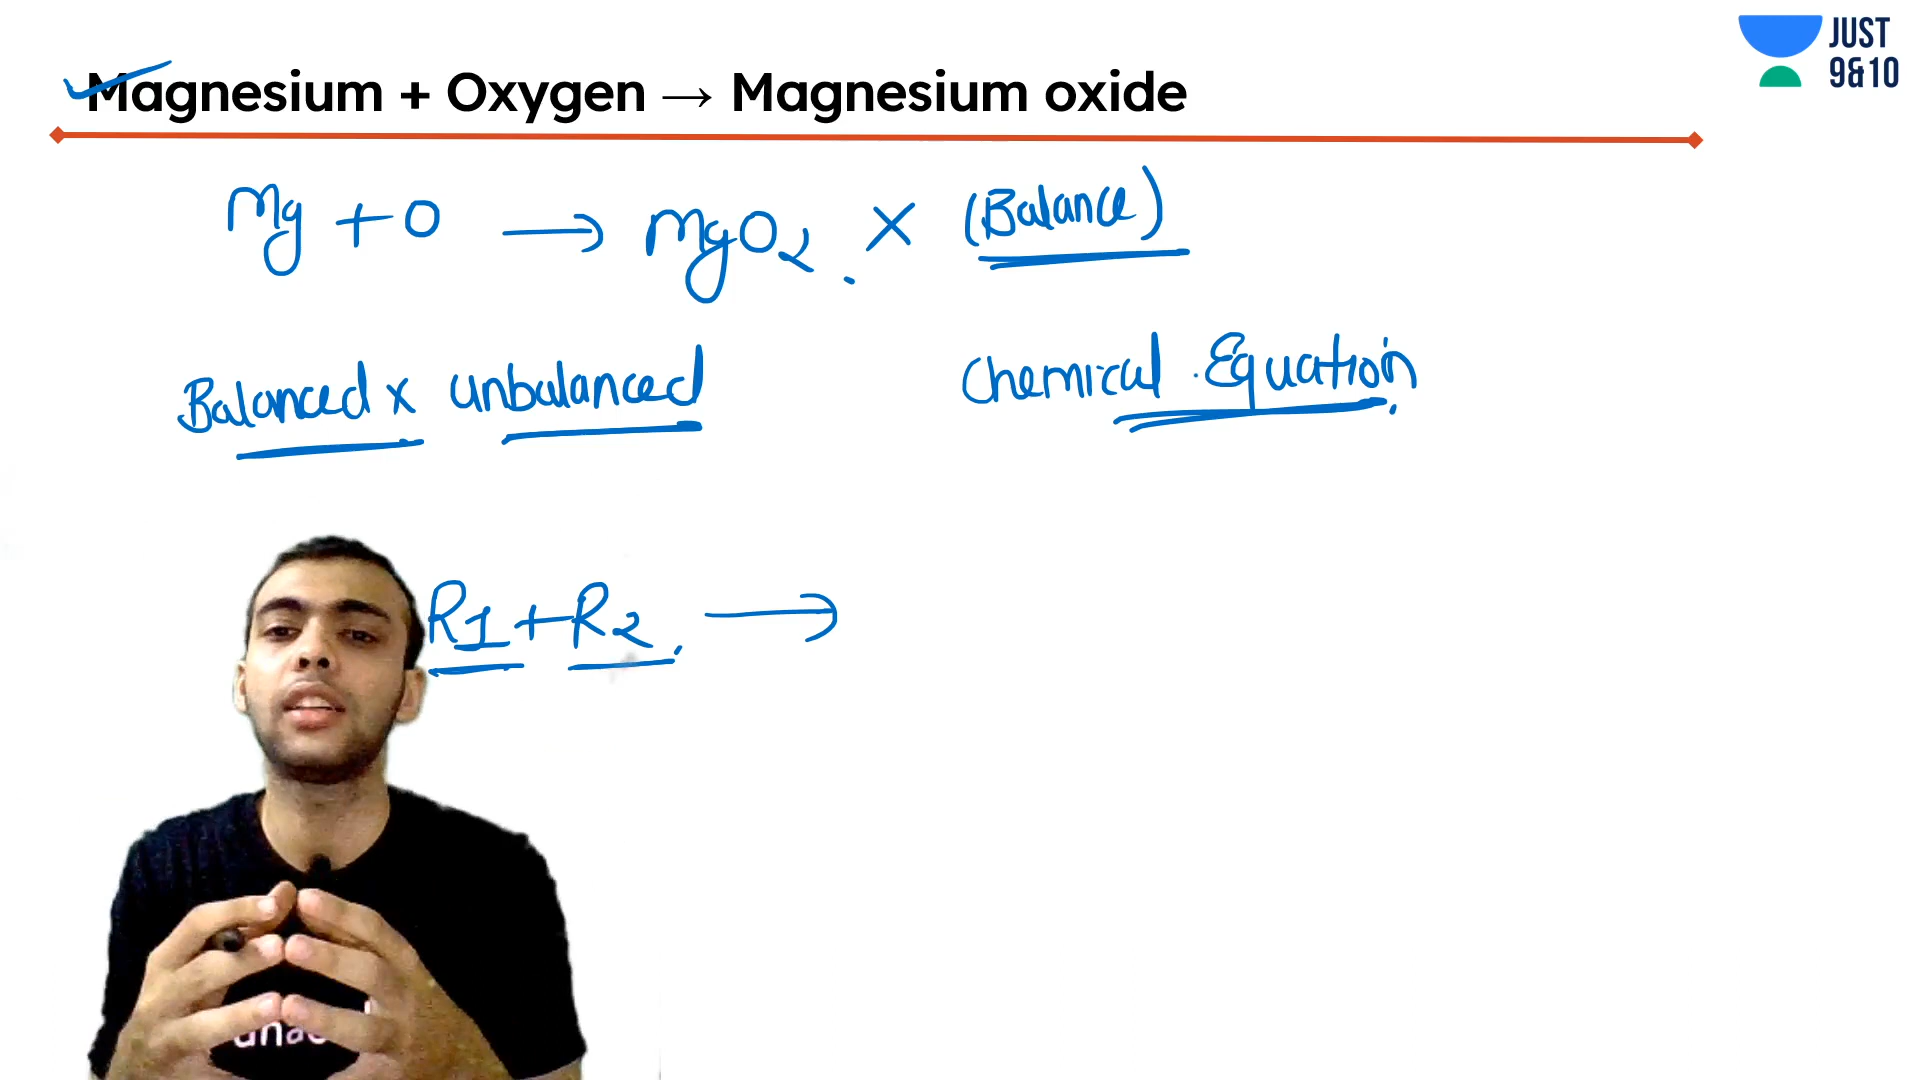 Magnesium + Oxygen → Magnesium oxide
JUST
9&10
Mg + O → MgO2 . X (Balance)
Balanced x unbalanced
Chemical Equation
R1 + R2 →